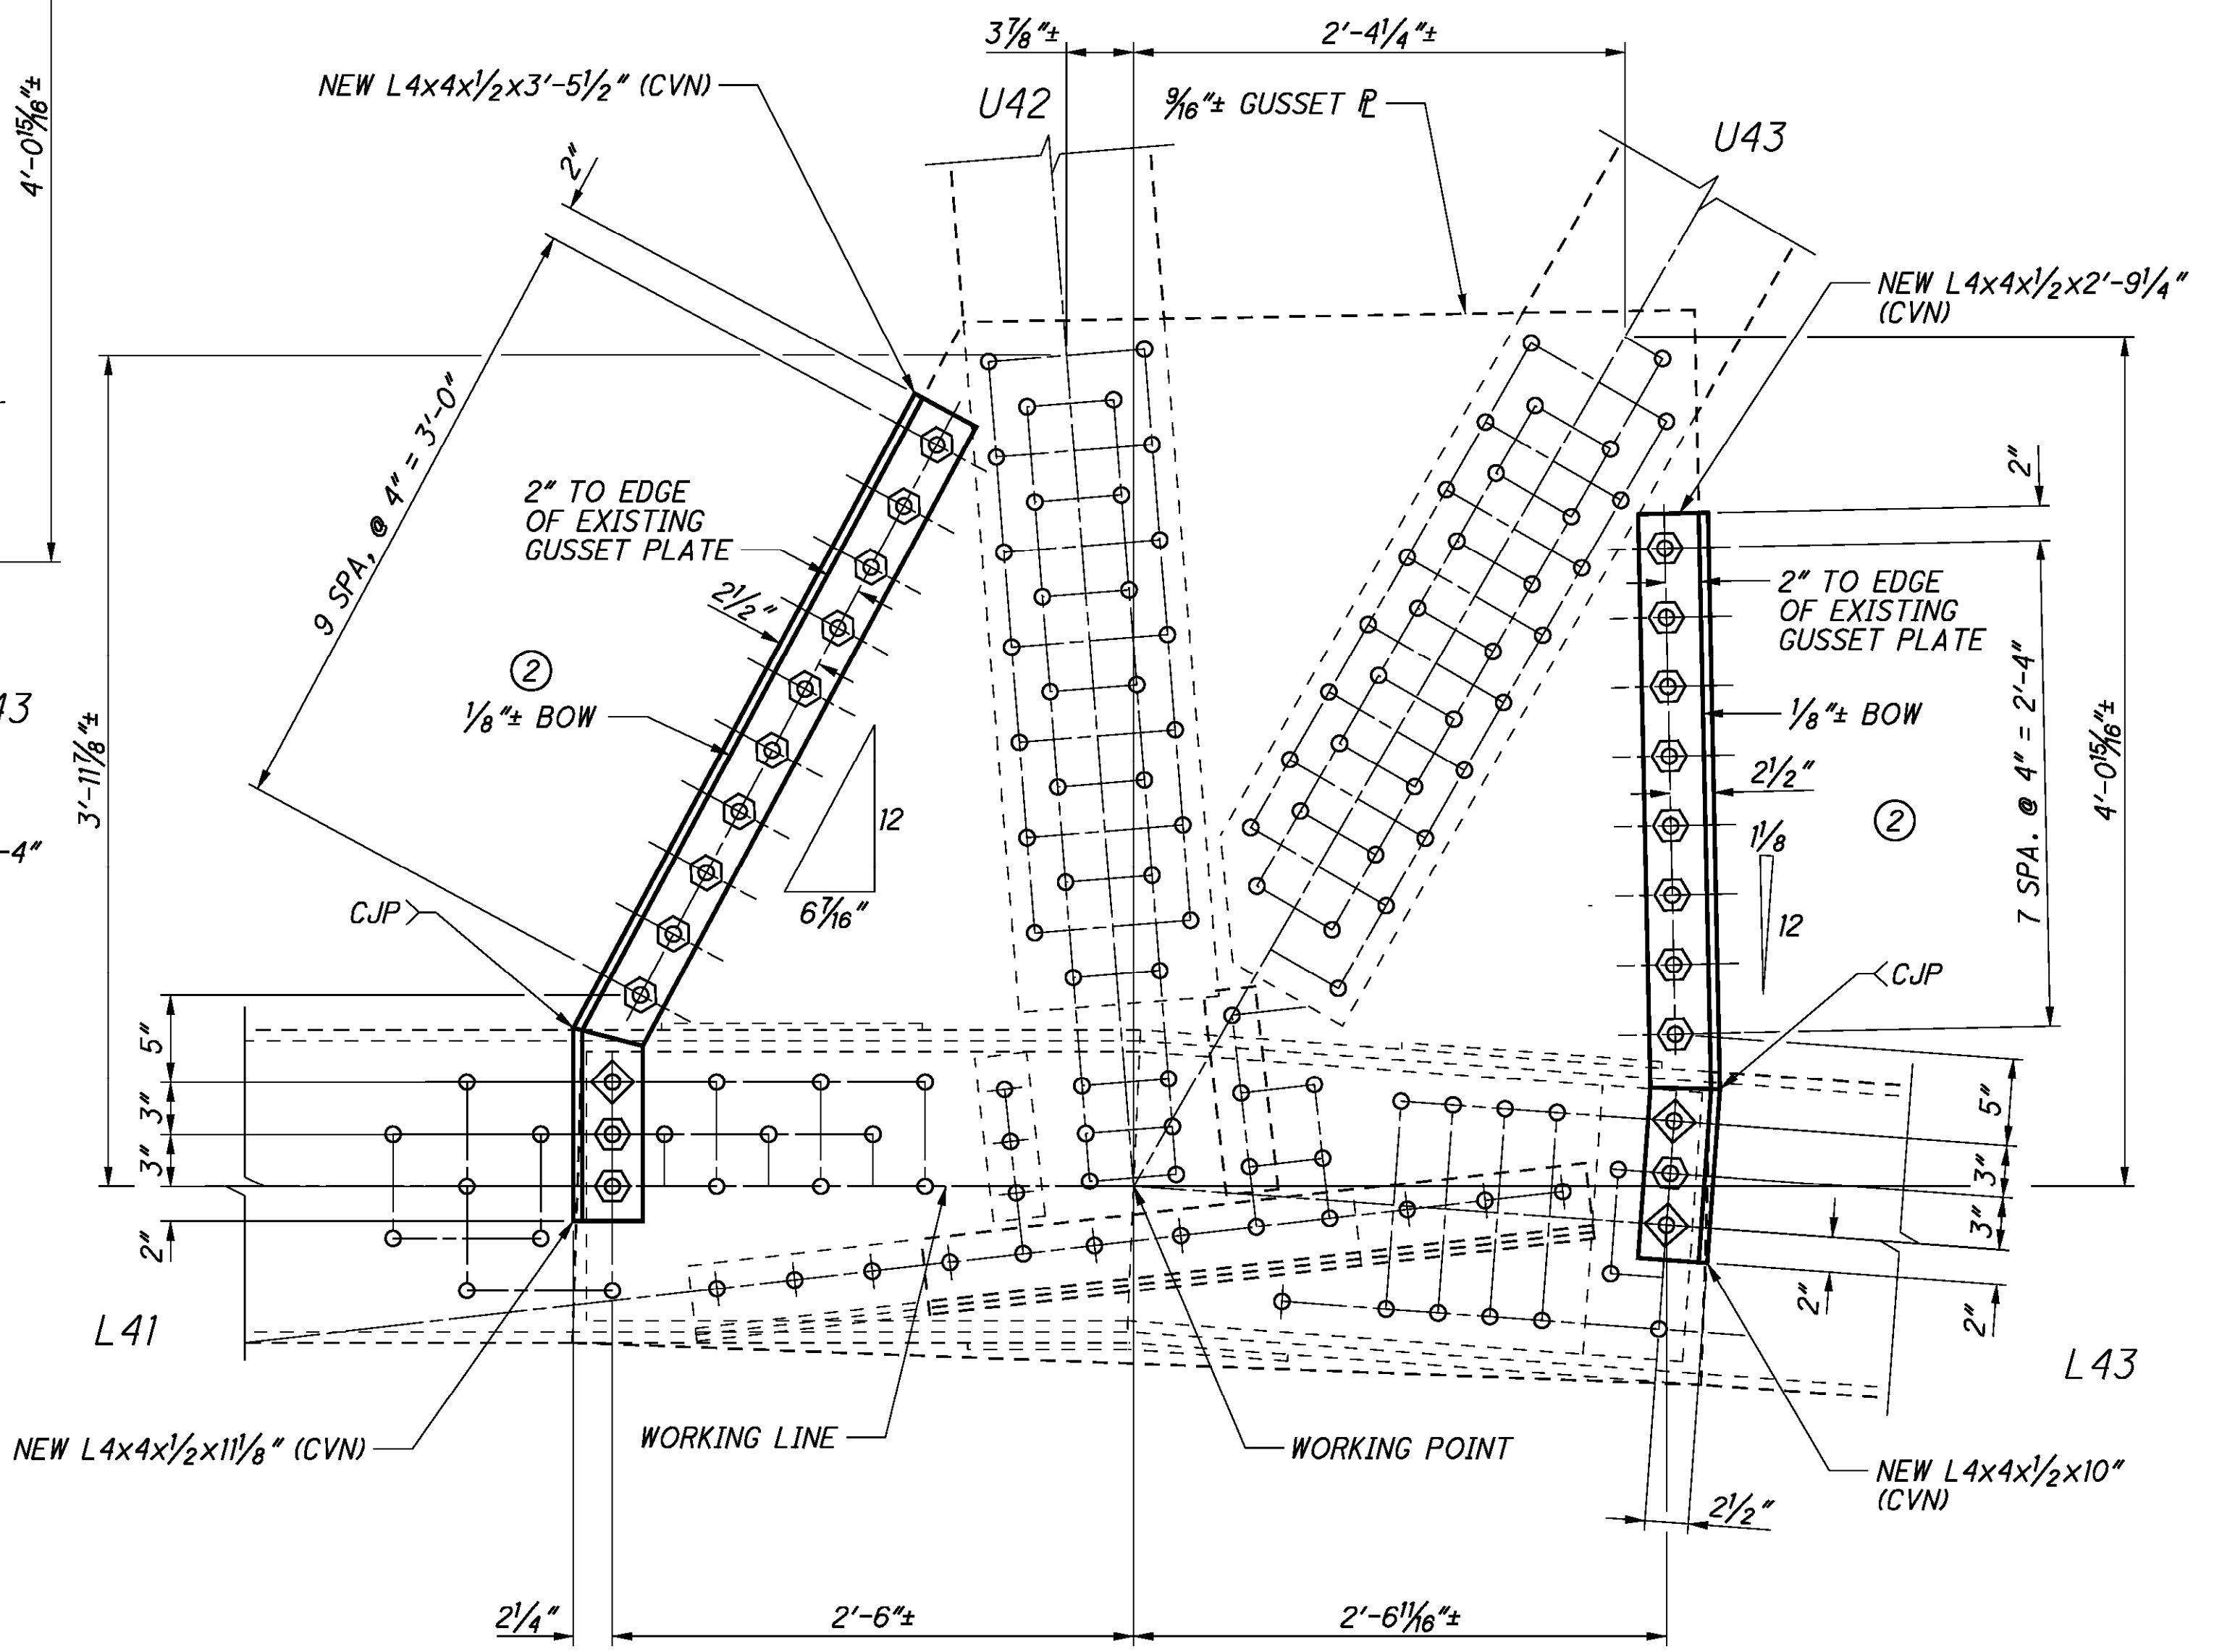 3 7/8"±
2'-4 1/4"±
NEW L4x4x1/2x3'-5 1/2" (CVN)
U42
9/16"± GUSSET ℄
U43
4'-0 15/16"±
2"
NEW L4x4x1/2x2'-9 1/4"
(CVN)
9 SPA, @ 4" = 3'-0"
2" TO EDGE
OF EXISTING
GUSSET PLATE
2 1/2"
2
1/8"± BOW
12
6 7/16"
3'-11 7/8"±
43
-4"
2"
2" TO EDGE
OF EXISTING
GUSSET PLATE
1/8"± BOW
2 1/2"
2
1 1/8
12
7 SPA. @ 4" = 2'-4"
4'-0 15/16"±
CJP
CJP
5"
3"
3"
2"
5"
3"
3"
2"
2"
L41
L43
NEW L4x4x1/2x11 1/8" (CVN)
WORKING LINE
WORKING POINT
NEW L4x4x1/2x10"
(CVN)
2 1/2"
2 1/4"
2'-6"±
2'-6 11/16"±